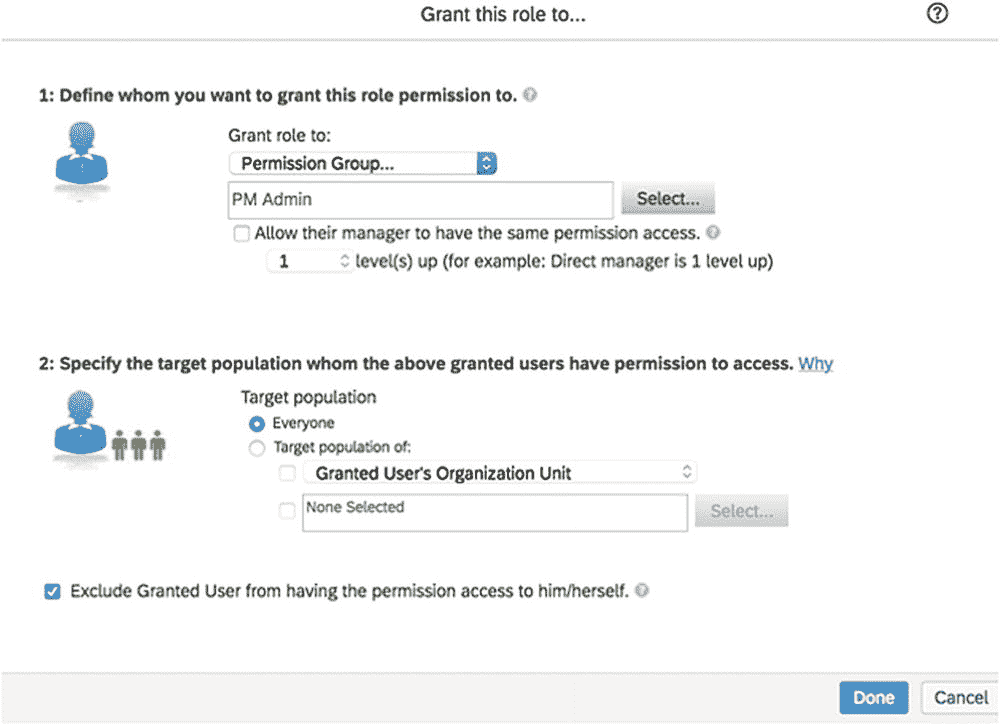 Grant this role to...
?
1: Define whom you want to grant this role permission to. ?
Grant role to:
Permission Group...
PM Admin
Select...
Allow their manager to have the same permission access. ?
1 level(s) up (for example: Direct manager is 1 level up)
2: Specify the target population whom the above granted users have permission to access. Why
Target population
Everyone
Target population of:
Granted User's Organization Unit
None Selected
Select...
Exclude Granted User from having the permission access to him/herself. ?
Done
Cancel